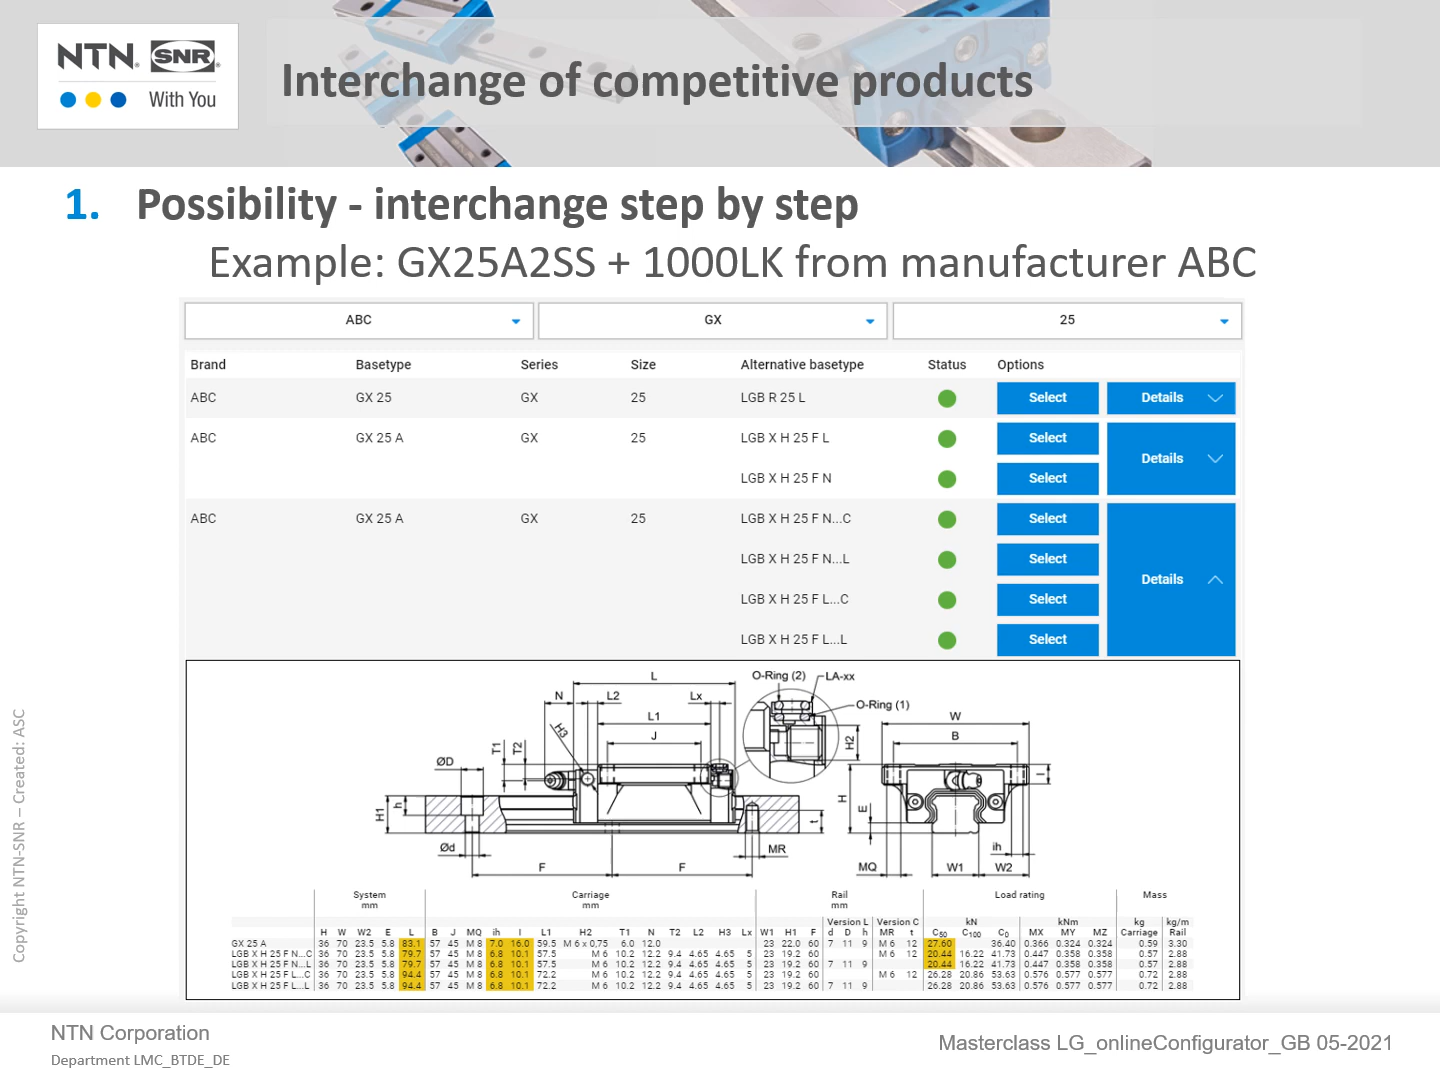 NTN. SNR.
With You
Interchange of competitive products
1. Possibility - interchange step by step
Example: GX25A2SS + 1000LK from manufacturer ABC
ABC GX 25
Brand Basetype Series Size Alternative basetype Status Options
ABC GX 25 GX 25 LGB R 25 L Select Details
ABC GX 25 A GX 25 LGB X H 25 F L Select
Details
LGB X H 25 F N Select
ABC GX 25 A GX 25 LGB X H 25 F N...C Select
LGB X H 25 F N...L Select
Details
LGB X H 25 F L...C Select
LGB X H 25 F L...L Select
L O-Ring (2) LA-xx
N L2 Lx O-Ring (1)
L1 W
H3 J H2 B
T1 T2
ØD
H1 h t H E I
Ød MR ih
F F MQ W1 W2
System Carriage Rail Load rating Mass
mm mm mm
Version L Version C kN kNm kg kg/m
H W W2 E L B J MQ ih I L1 H2 T1 N T2 L2 H3 Lx W1 H1 F d D h MR t C50 C100 C0 MX MY MZ Carriage Rail
GX 25 A 36 70 23.5 5.8 83.1 57 45 M 8 7.0 16.0 59.5 M 6 x 0,75 6.0 12.0 23 22.0 60 7 11 9 M 6 12 27.60 36.40 0.366 0.324 0.324 0.59 3.30
LGB X H 25 F N...C 36 70 23.5 5.8 79.7 57 45 M 8 6.8 10.1 57.5 M 6 10.2 12.2 9.4 4.65 4.65 5 23 19.2 60 M 6 12 20.44 16.22 41.73 0.447 0.358 0.358 0.57 2.88
LGB X H 25 F N...L 36 70 23.5 5.8 79.7 57 45 M 8 6.8 10.1 57.5 M 6 10.2 12.2 9.4 4.65 4.65 5 23 19.2 60 7 11 9 20.44 16.22 41.73 0.447 0.358 0.358 0.57 2.88
LGB X H 25 F L...C 36 70 23.5 5.8 94.4 57 45 M 8 6.8 10.1 72.2 M 6 10.2 12.2 9.4 4.65 4.65 5 23 19.2 60 M 6 12 26.28 20.86 53.63 0.576 0.577 0.577 0.72 2.88
LGB X H 25 F L...L 36 70 23.5 5.8 94.4 57 45 M 8 6.8 10.1 72.2 M 6 10.2 12.2 9.4 4.65 4.65 5 23 19.2 60 7 11 9 26.28 20.86 53.63 0.576 0.577 0.577 0.72 2.88
Copyright NTN-SNR – Created: ASC
NTN Corporation
Department LMC_BTDE_DE
Masterclass LG_onlineConfigurator_GB 05-2021